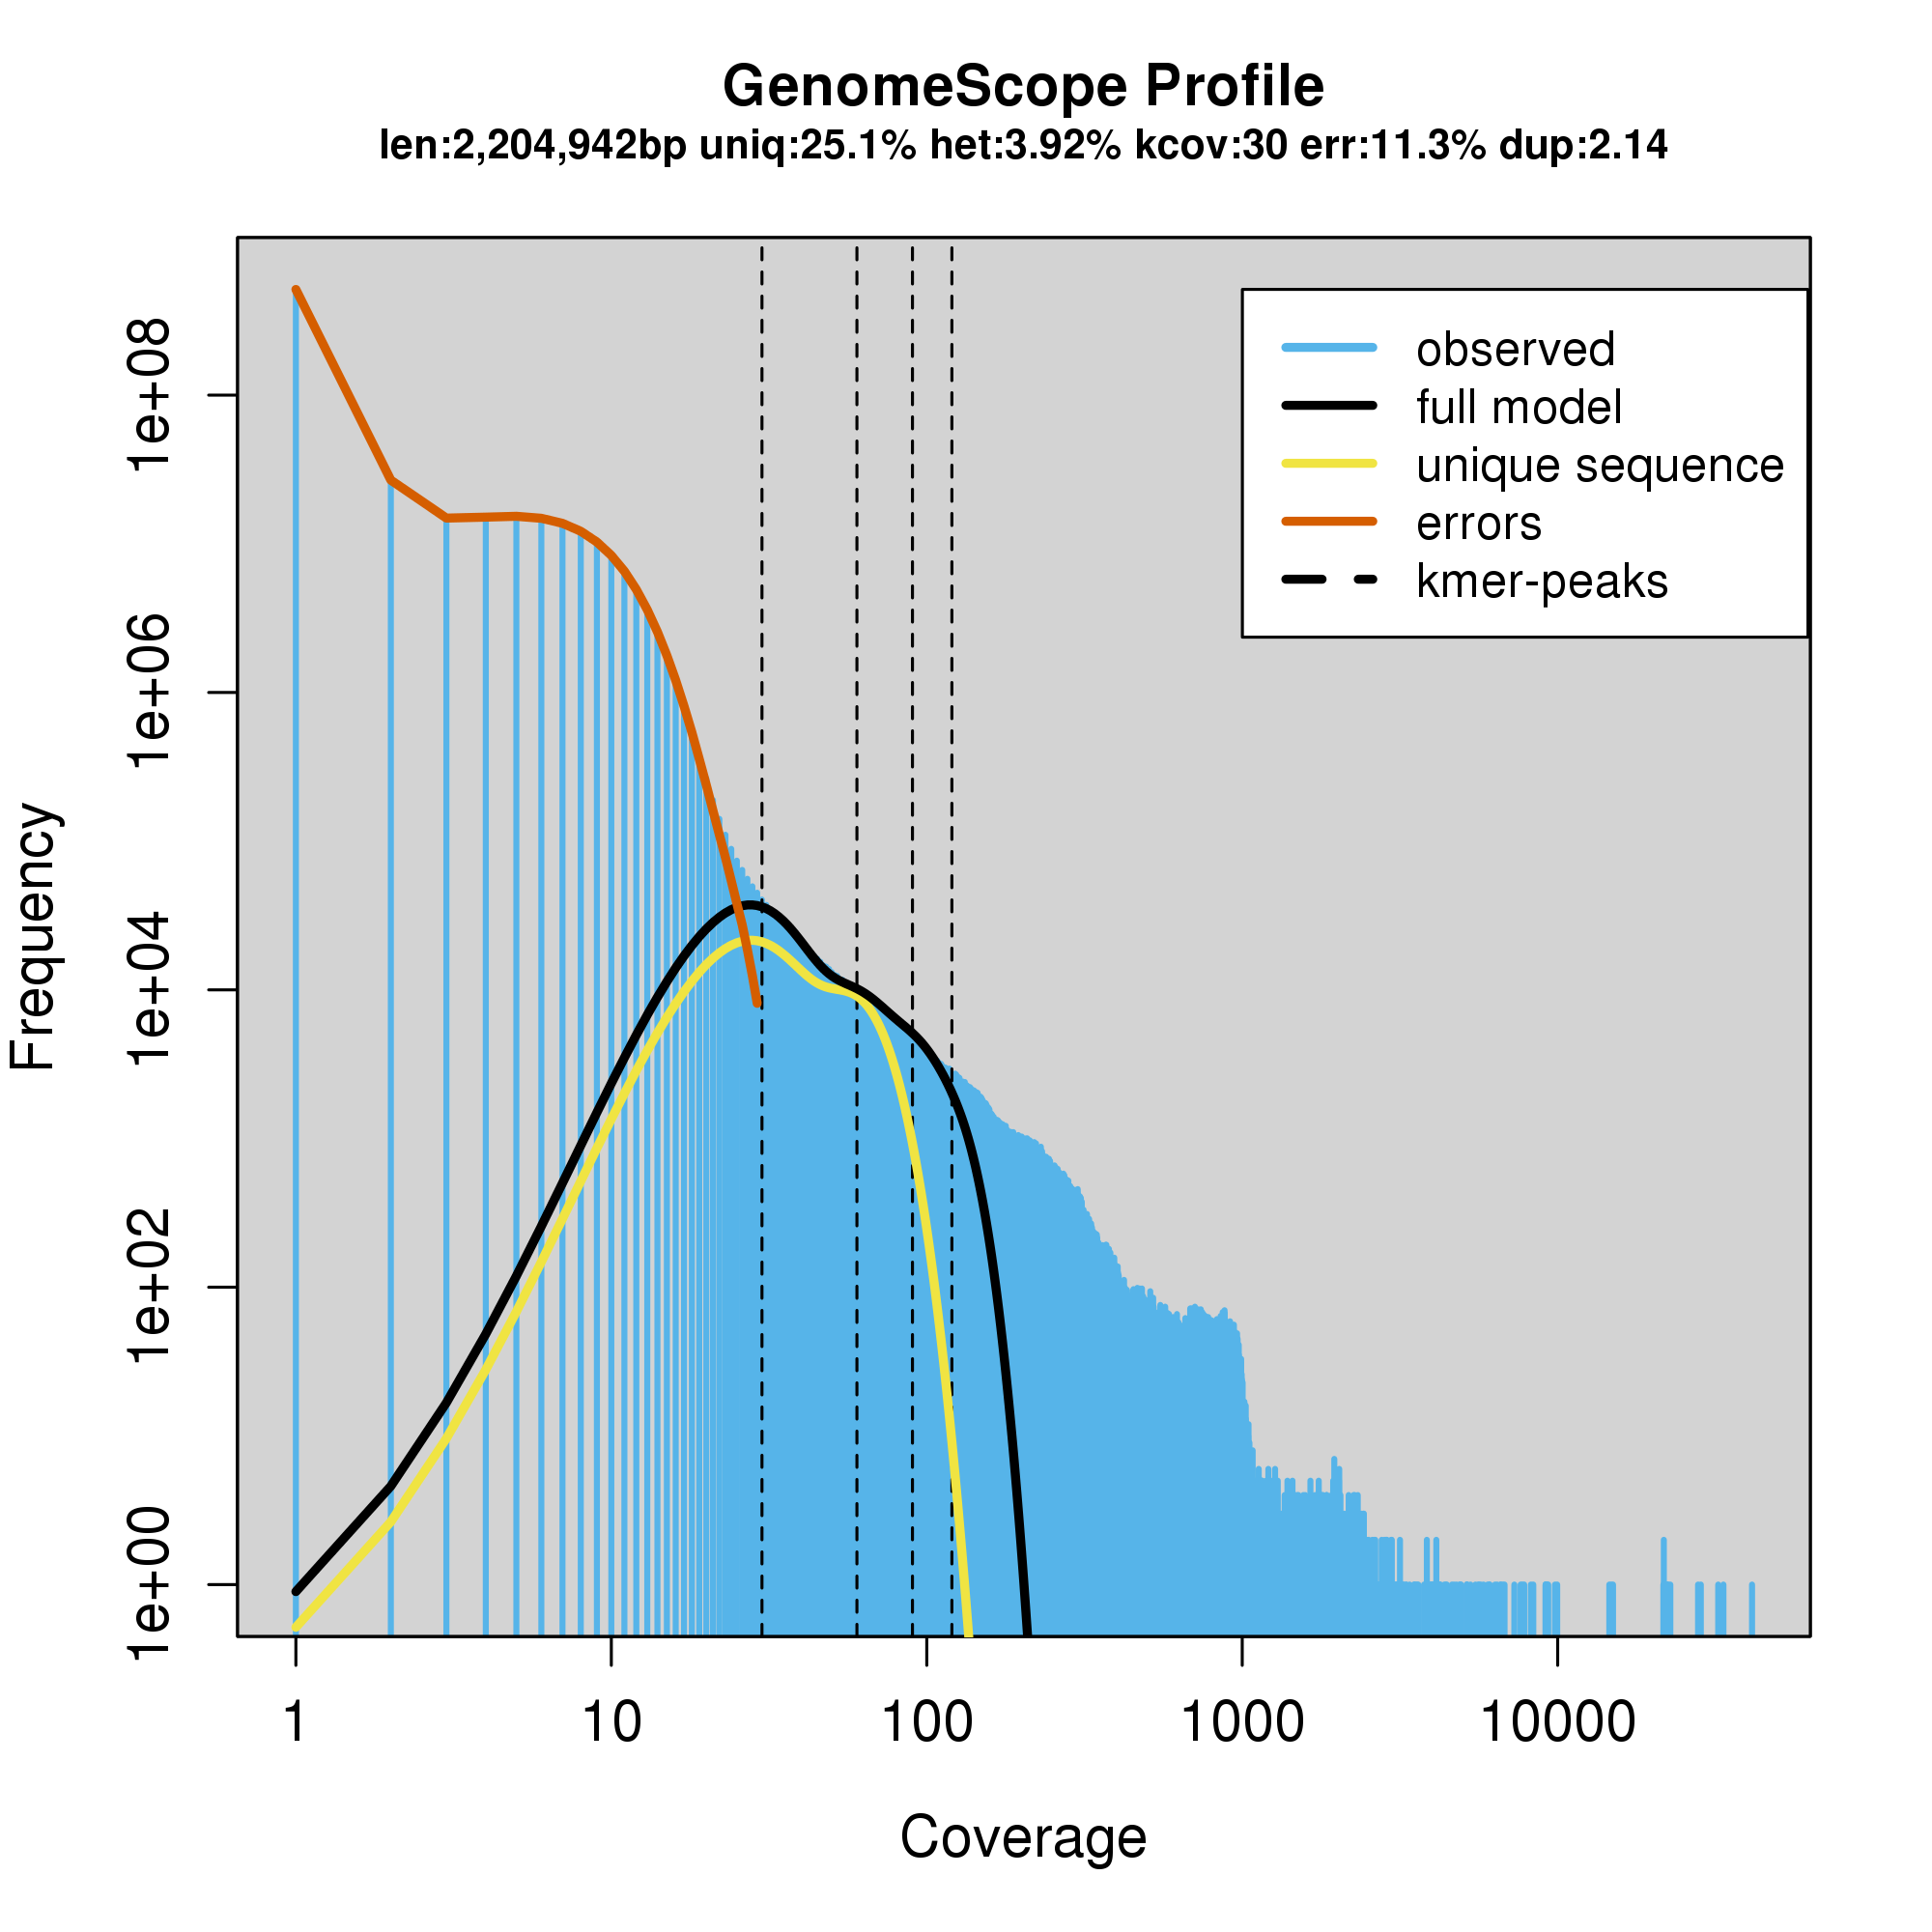 GenomeScope Profile
len:2,204,942bp uniq:25.1% het:3.92% kcov:30 err:11.3% dup:2.14
observed
full model
unique sequence
errors
kmer-peaks
Frequency
1e+08
1e+06
1e+04
1e+02
1e+00
1 10 100 1000 10000
Coverage